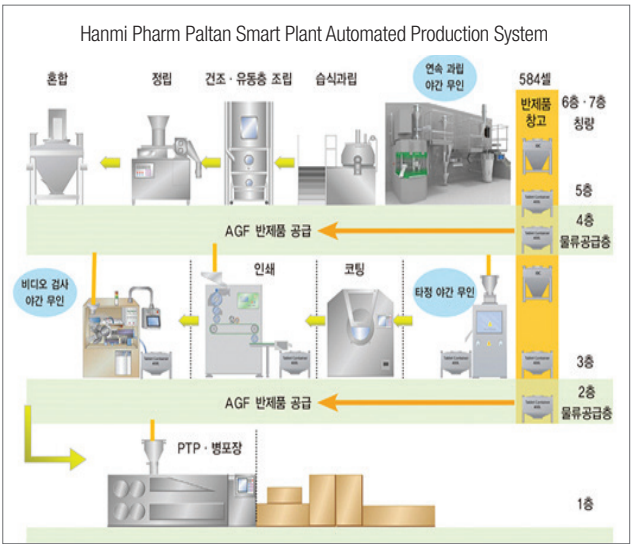 Hanmi Pharm Paltan Smart Plant Automated Production System
혼합
정립
건조 · 유동층 조립
습식과립
연속 과립
야간 무인
584셀
반제품
창고
6층 · 7층
칭량
5층
AGF 반제품 공급
4층
물류공급층
비디오 검사
야간 무인
인쇄
코팅
타정 야간 무인
3층
AGF 반제품 공급
2층
물류공급층
PTP · 병포장
1층